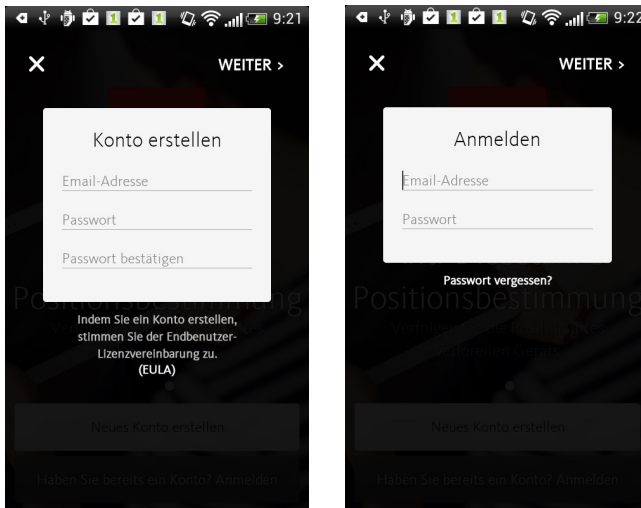 9:21
WEITER >
Konto erstellen
Email-Adresse
Passwort
Passwort bestätigen
Positionsbestimmung
Indem Sie ein Konto erstellen,
stimmen Sie der Endbenutzer-
Lizenzvereinbarung zu.
(EULA)
Neues Konto erstellen
Haben Sie bereits ein Konto? Anmelden
9:22
WEITER >
Anmelden
Email-Adresse
Passwort
Passwort vergessen?
Positionsbestimmung
Neues Konto erstellen
Haben Sie bereits ein Konto? Anmelden